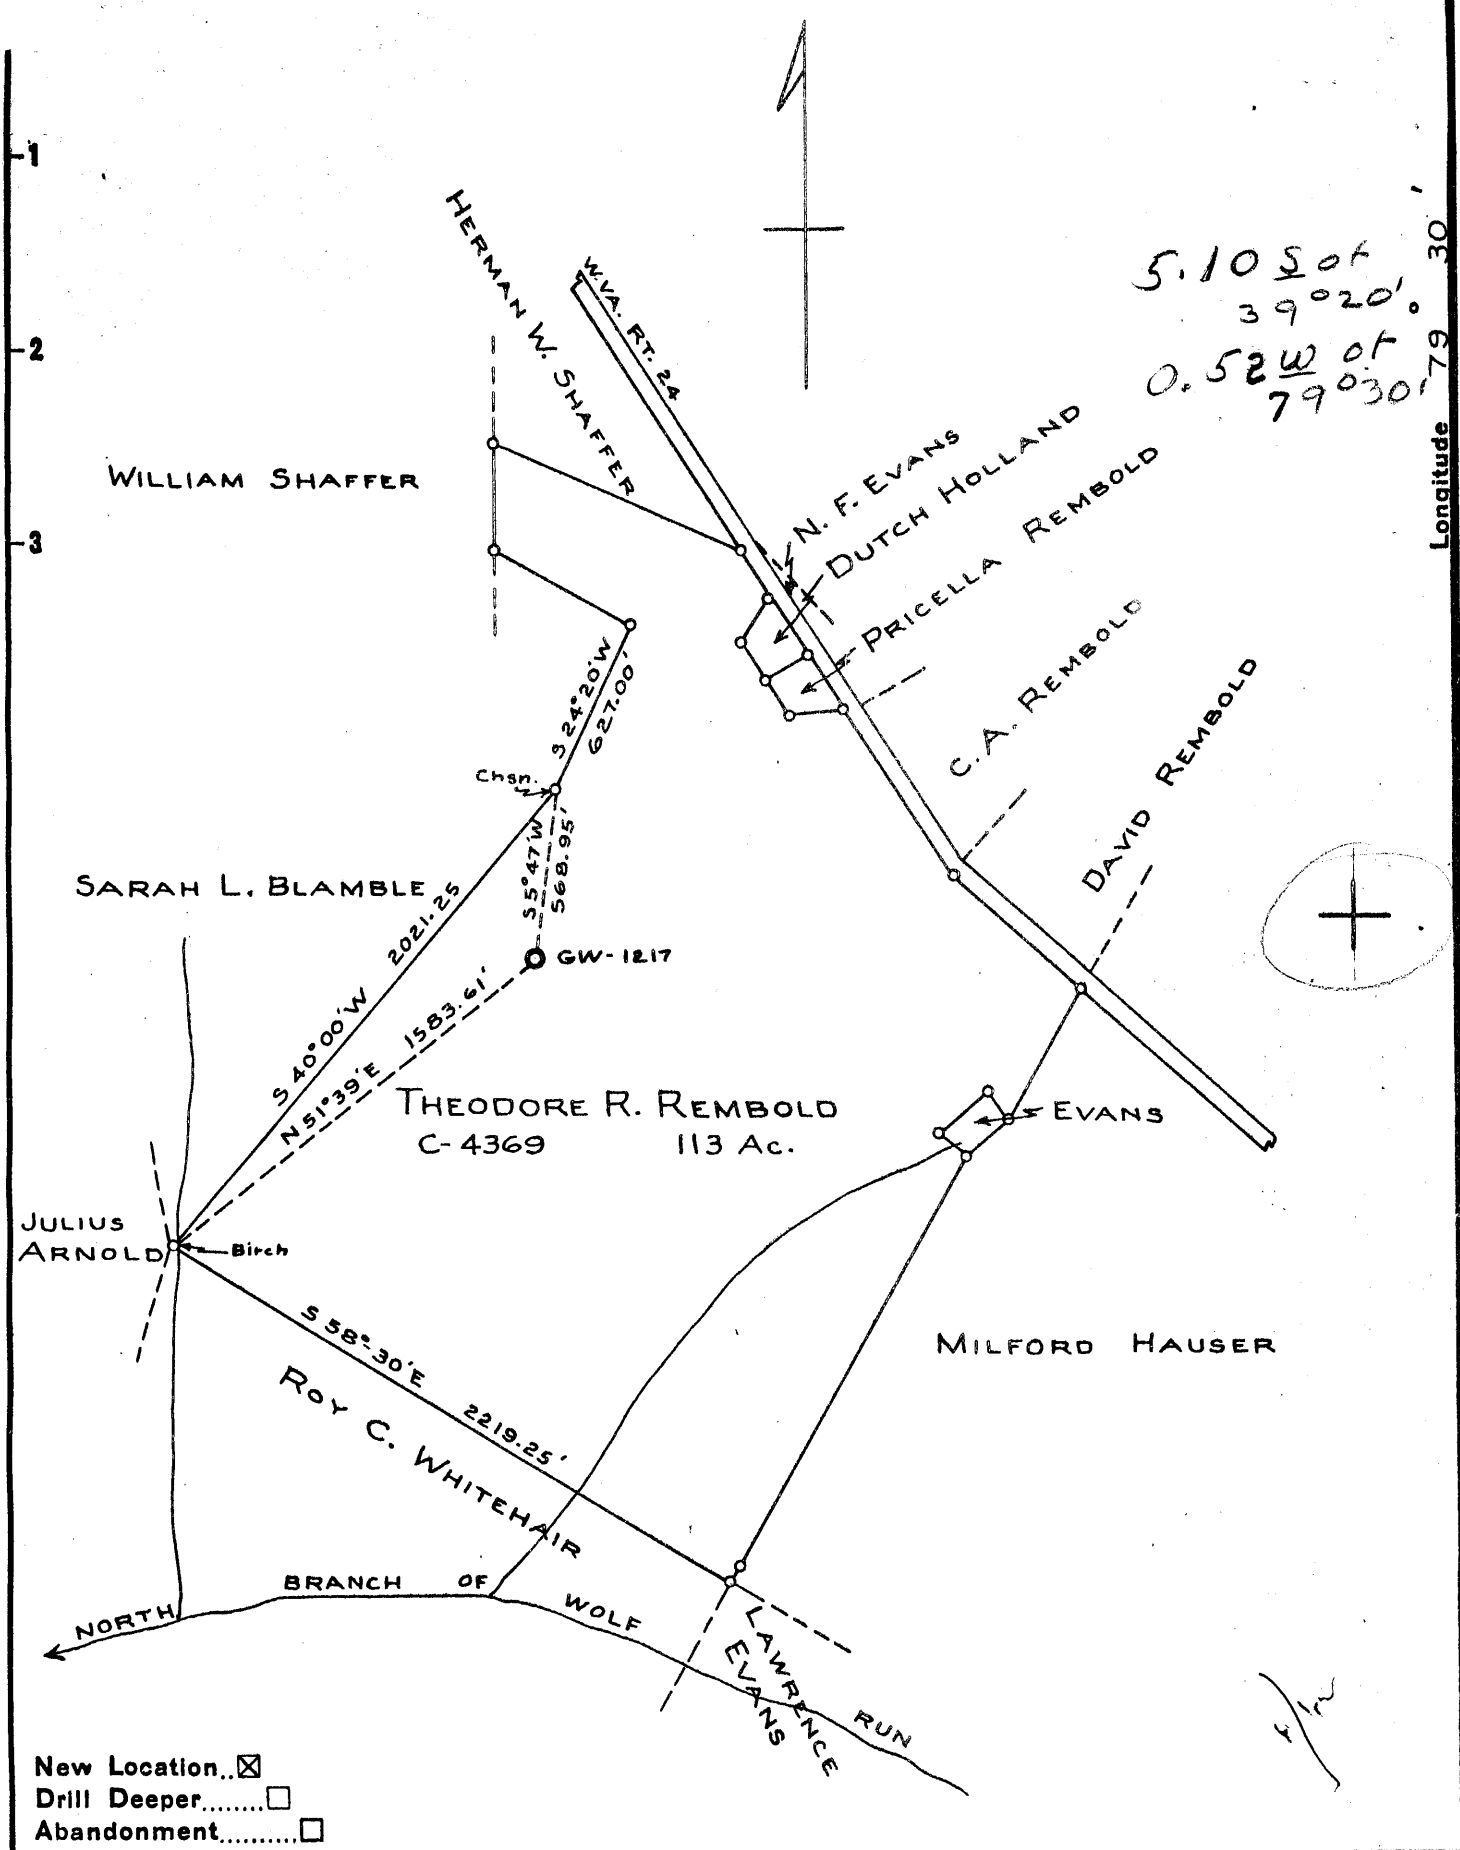 -1
-2
-3
HERMAN W. SHAFFER
W. VA. RT. 24
5.10 S of
39°20'
0.52 W of
79°30'
Longitude 79° 30'
WILLIAM SHAFFER
N. F. EVANS
DUTCH HOLLAND
PRICELLA REMBOLD
C. A. REMBOLD
DAVID REMBOLD
S 24°20'W
627.00'
Chsn.
S 5°47'W
568.95'
SARAH L. BLAMBLE
GW-1217
S 40°00'W 2021.25
N 51°39'E 1583.61'
THEODORE R. REMBOLD
C-4369 113 Ac.
EVANS
JULIUS
ARNOLD
Birch
S 58°-30'E 2219.25'
ROY C. WHITEHAIR
MILFORD HAUSER
NORTH BRANCH OF WOLF RUN
LAWRENCE
EVANS
New Location..☒
Drill Deeper........☐
Abandonment..........☐